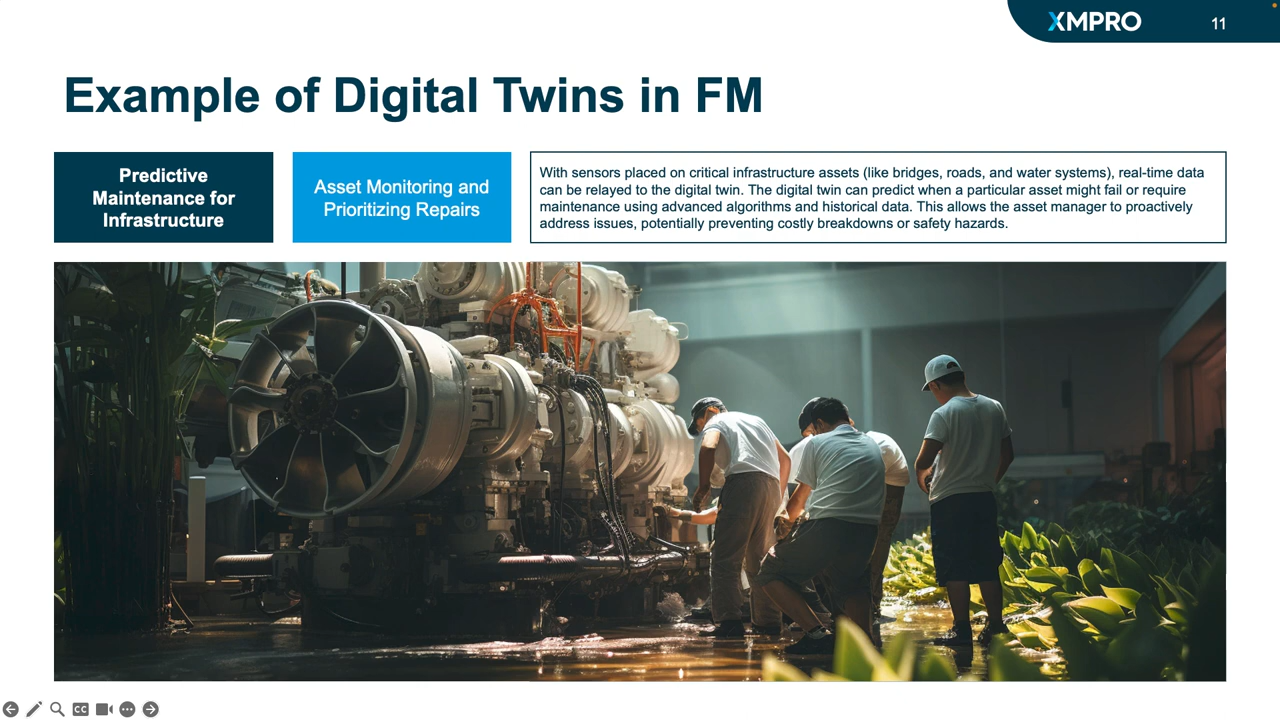 XMPRO
11
Example of Digital Twins in FM
Predictive
Maintenance for
Infrastructure
Asset Monitoring and
Prioritizing Repairs
With sensors placed on critical infrastructure assets (like bridges, roads, and water systems), real-time data
can be relayed to the digital twin. The digital twin can predict when a particular asset might fail or require
maintenance using advanced algorithms and historical data. This allows the asset manager to proactively
address issues, potentially preventing costly breakdowns or safety hazards.
CC